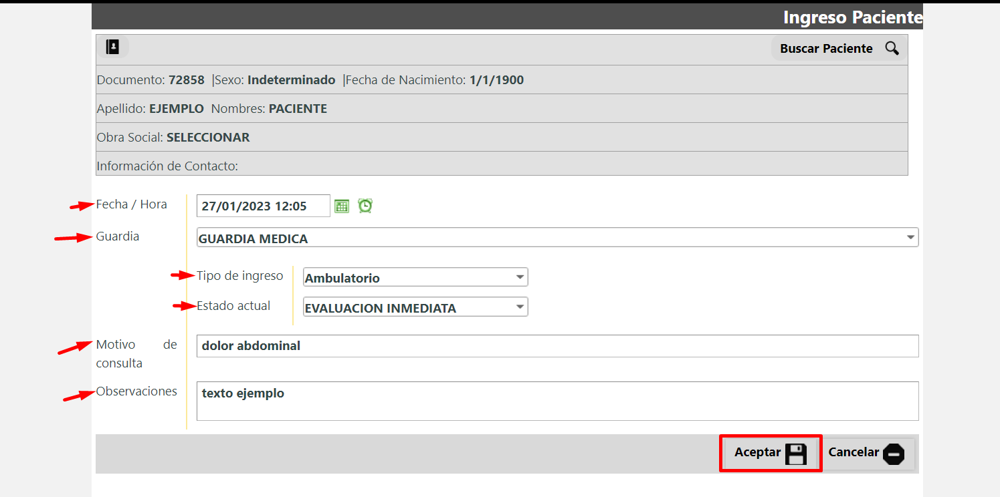 Ingreso Paciente
Buscar Paciente
Documento: 72858 |Sexo: Indeterminado |Fecha de Nacimiento: 1/1/1900
Apellido: EJEMPLO Nombres: PACIENTE
Obra Social: SELECCIONAR
Información de Contacto:
Fecha / Hora 27/01/2023 12:05
Guardia GUARDIA MEDICA
Tipo de ingreso Ambulatorio
Estado actual EVALUACION INMEDIATA
Motivo de dolor abdominal
consulta
Observaciones texto ejemplo
Aceptar Cancelar